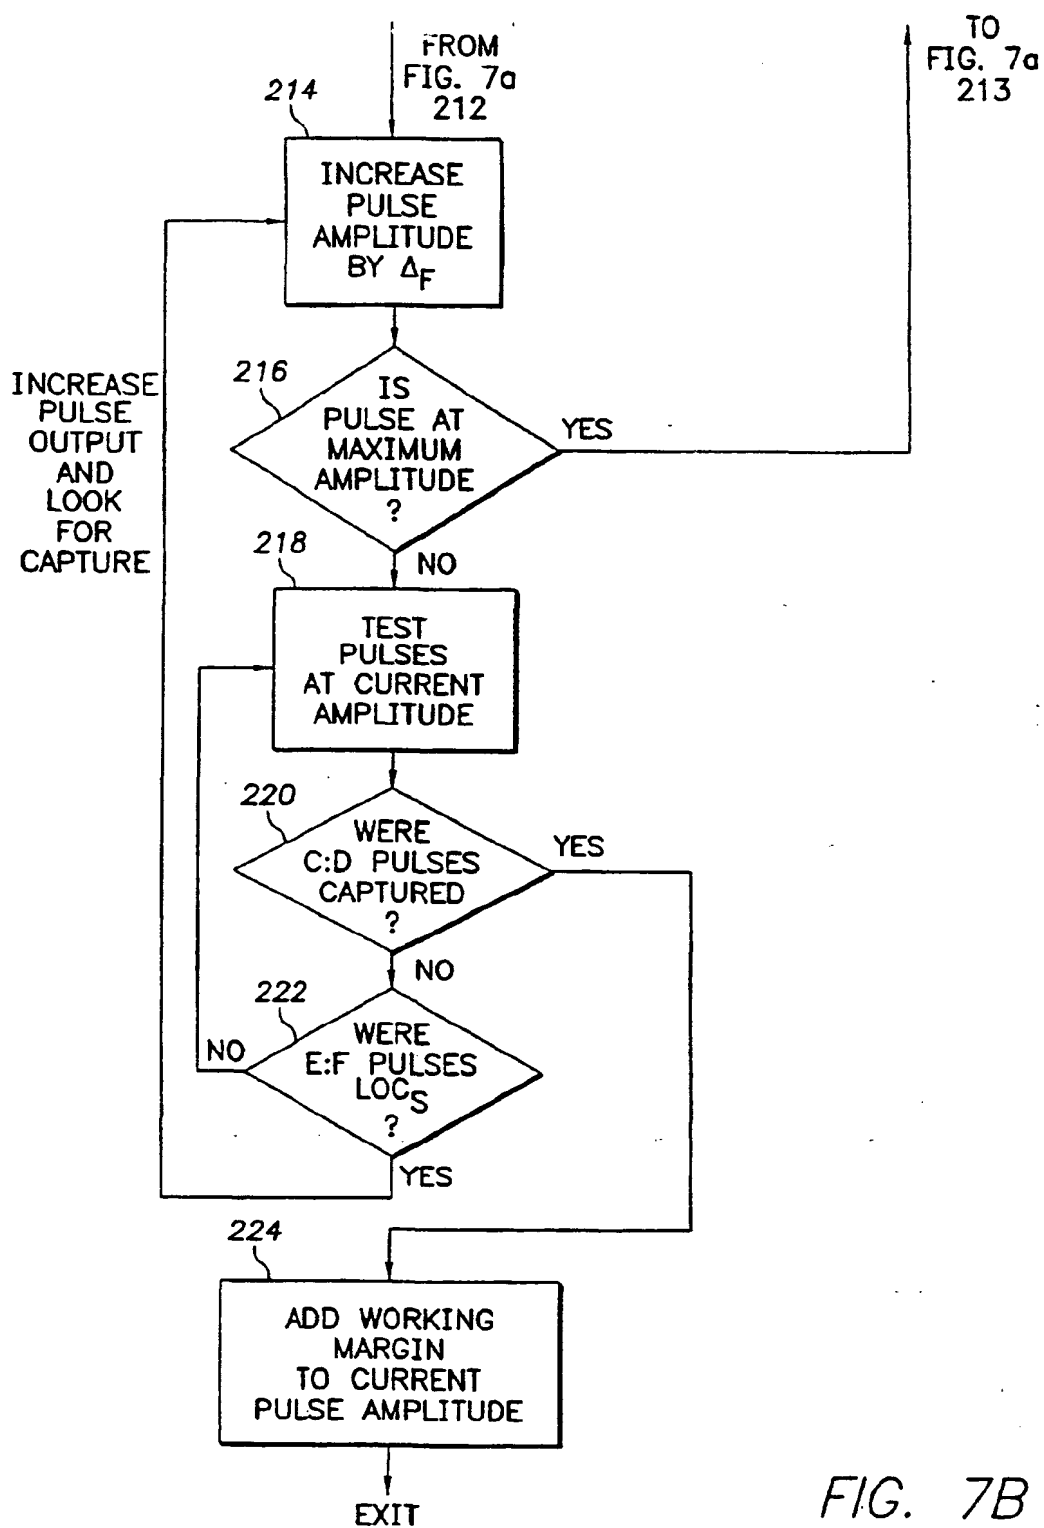 FROM
FIG. 7a
212
TO
FIG. 7a
213
214
INCREASE
PULSE
AMPLITUDE
BY ΔF
216
IS
PULSE AT
MAXIMUM
AMPLITUDE
?
YES
NO
INCREASE
PULSE
OUTPUT
AND
LOOK
FOR
CAPTURE
218
TEST
PULSES
AT CURRENT
AMPLITUDE
220
WERE
C:D PULSES
CAPTURED
?
YES
NO
222
WERE
E:F PULSES
LOCS
?
NO
YES
224
ADD WORKING
MARGIN
TO CURRENT
PULSE AMPLITUDE
EXIT
FIG. 7B